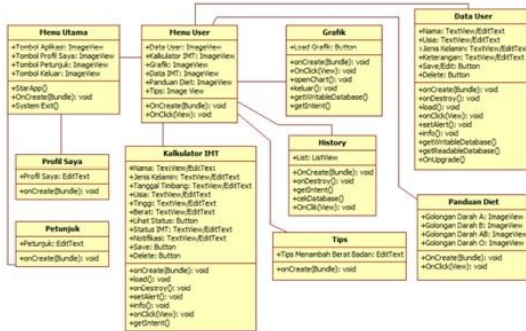 Menu Utama
+Tombol Aplikasi: ImageView
+Tombol Profil Saya: ImageView
+Tombol Petunjuk: ImageView
+Tombol Keluar: ImageView
+StarApp()
+OnCreate(Bundle): void
+System Exit()
Menu User
+Data User: ImageView
+Kalkulator IMT: ImageView
+Grafik: ImageView
+Data IMT: ImageView
+Panduan Diet: ImageView
+Tips: Image View
+OnCreate(Bundle): void
+OnClick(View): void
Grafik
+Load Grafik: Button
+onCreate(Bundle): void
+OnClick(View): void
+openChart(): void
+keluar(): void
+getWritableDatabase()
+getIntent()
Data User
+Nama: TextView/EditText
+Usia: TextView/EditText
+Jenis Kelamin: TextView/EditText
+Keterangan: TextView/EditText
+Save/Edit: Button
+Delete: Button
+onCreate(Bundle): void
+onDestroy(): void
+load(): void
+onClick(View): void
+setAlert(): void
+info(): void
+getWritableDatabase()
+getReadableDatabase()
+OnUpgrade()
Profil Saya
+Profil Saya: EditText
+onCreate(Bundle): void
Petunjuk
+Petunjuk: EditText
+onCreate(Bundle): void
Kalkulator IMT
+Nama: TextView/EditText
+Jenis Kelamin: TextView/EditText
+Tanggal Timbang: TextView/EditText
+Usia: TextView/EditText
+Tinggi: TextView/EditText
+Berat: TextView/EditText
+Lihat Status: Button
+Status IMT: TextView/EditText
+Notifikasi: TextView/EditText
+Save: Button
+Delete: Button
+onCreate(Bundle): void
+load(): void
+onDestroy(): void
+setAlert(): void
+info(): void
+onClick(View): void
+getIntent()
History
+List: ListView
+OnCreate(Bundle): void
+onDestroy(): void
+getIntent()
+cekDatabase()
+OnClik(View): void
Tips
+Tips Menambah Berat Badan: EditText
+onCreate(Bundle): void
Panduan Diet
+Golongan Darah A: ImageView
+Golongan Darah B: ImageView
+Golongan Darah AB: ImageView
+Golongan Darah O: ImageView
+OnCreate(Bundle): void
+OnClick(View): void